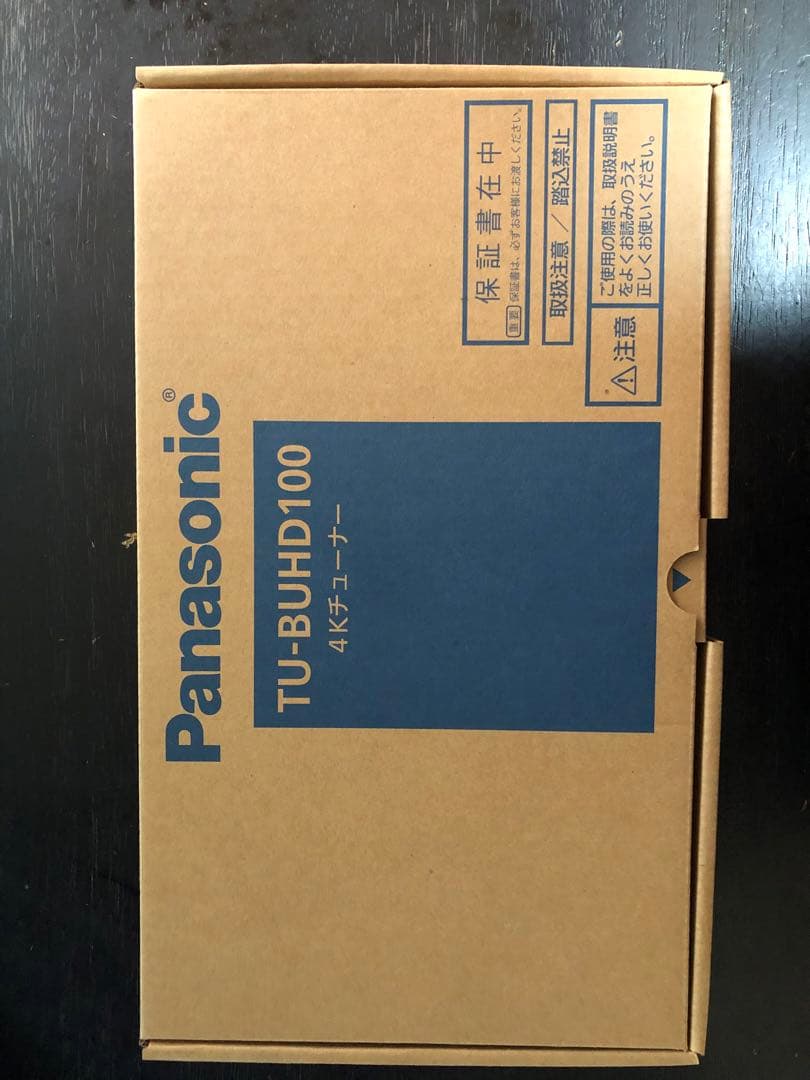 Panasonic®
TU-BUHD100
4Kチューナー
保証書在中
重要 保証書は、必ずお客様にお渡しください。
取扱注意／踏込禁止
注意
ご使用の際は、取扱説明書
をよくお読みのうえ
正しくお使いください。